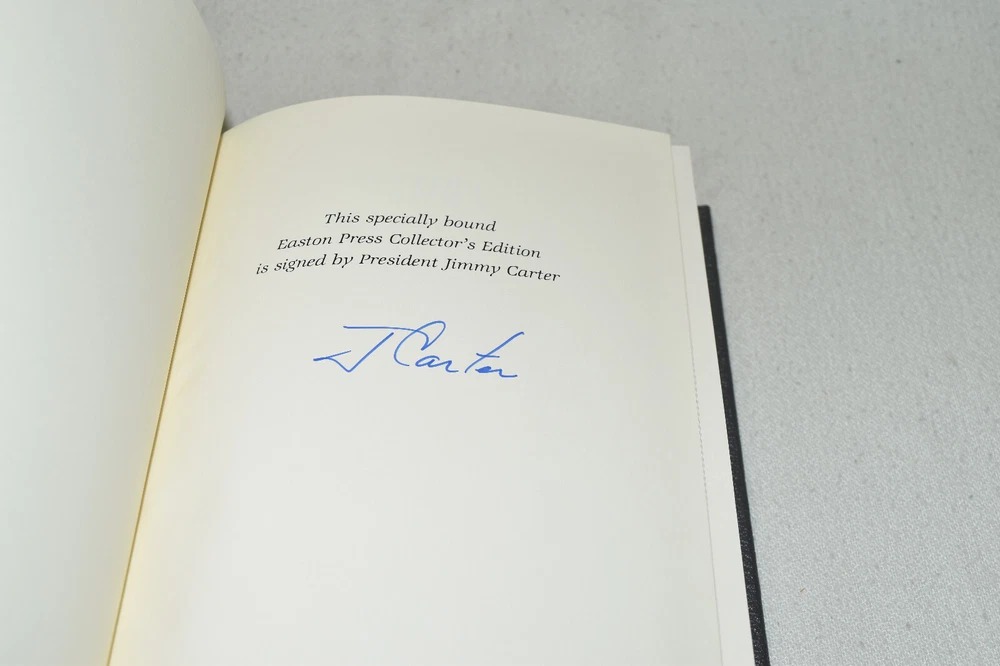 This specially bound
Easton Press Collector's Edition
is signed by President Jimmy Carter
J Carter